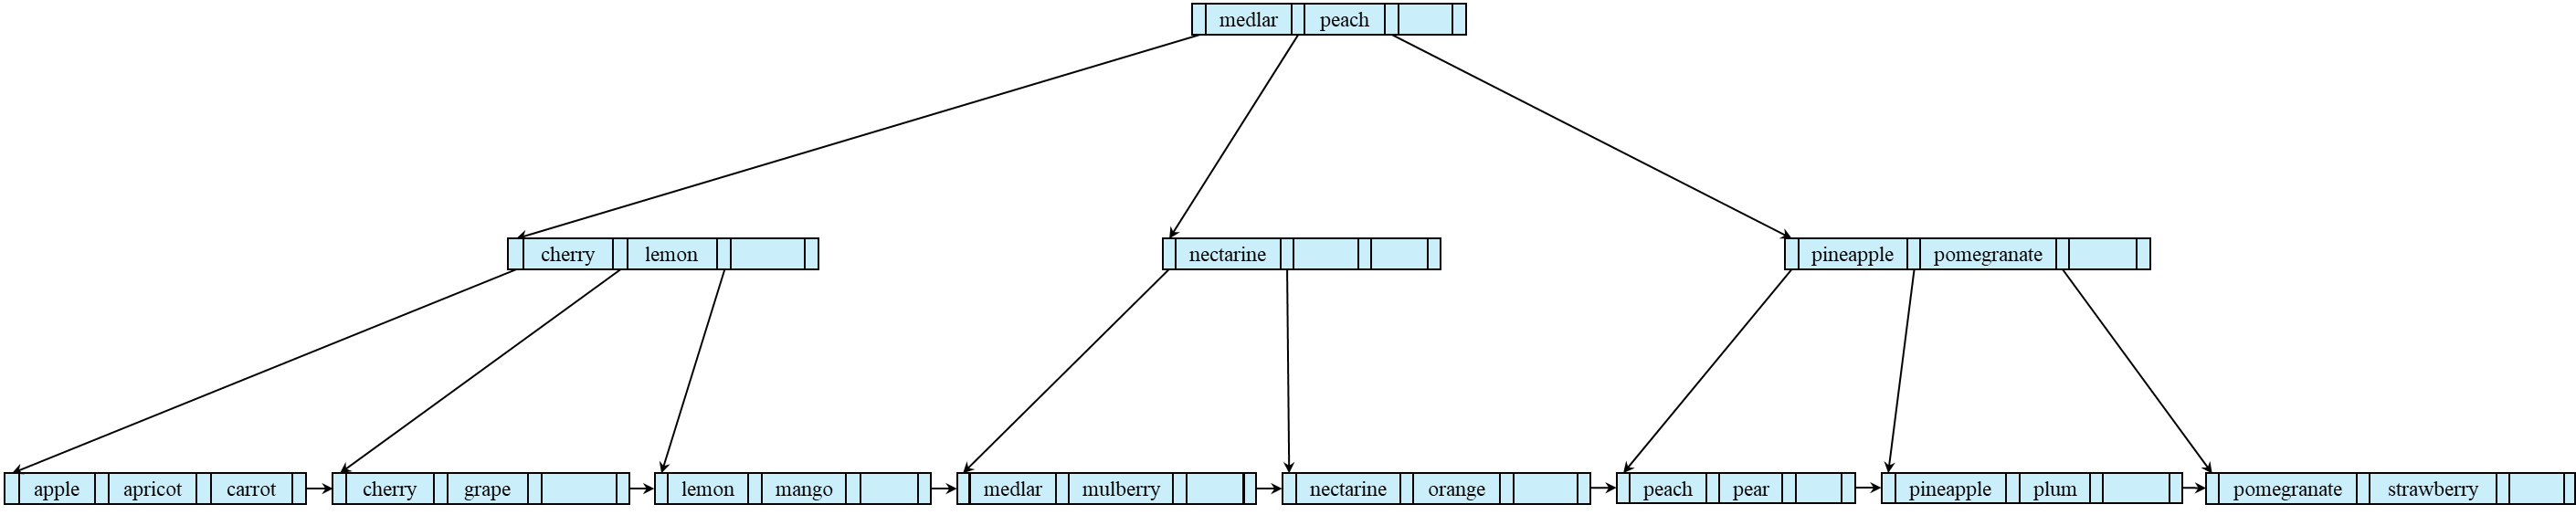 medlar peach
cherry lemon
nectarine
pineapple pomegranate
apple apricot carrot
cherry grape
lemon mango
medlar mulberry
nectarine orange
peach pear
pineapple plum
pomegranate strawberry